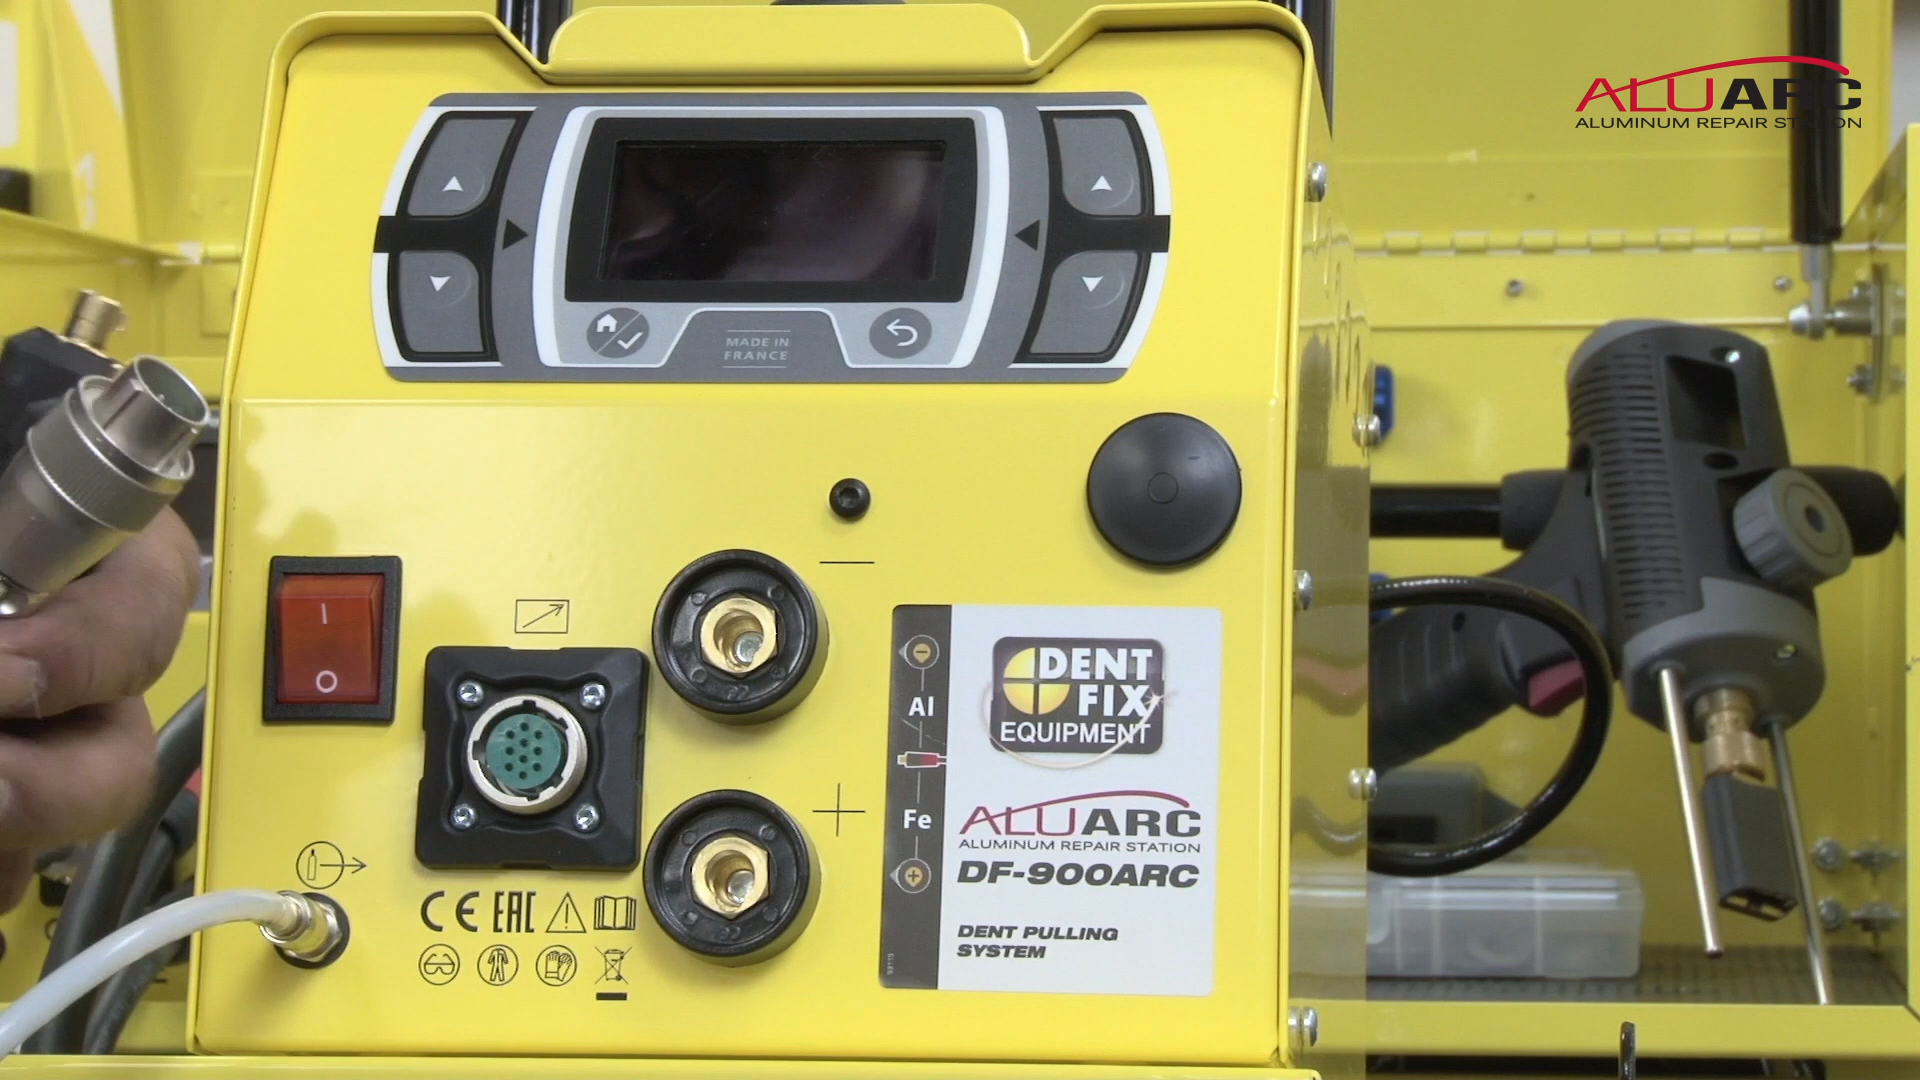 ALUARC
ALUMINUM REPAIR STATION
MADE IN
FRANCE
I
O
Al
Fe
DENT
FIX
EQUIPMENT
ALUARC
ALUMINUM REPAIR STATION
DF-900ARC
DENT PULLING
SYSTEM
CE EAC